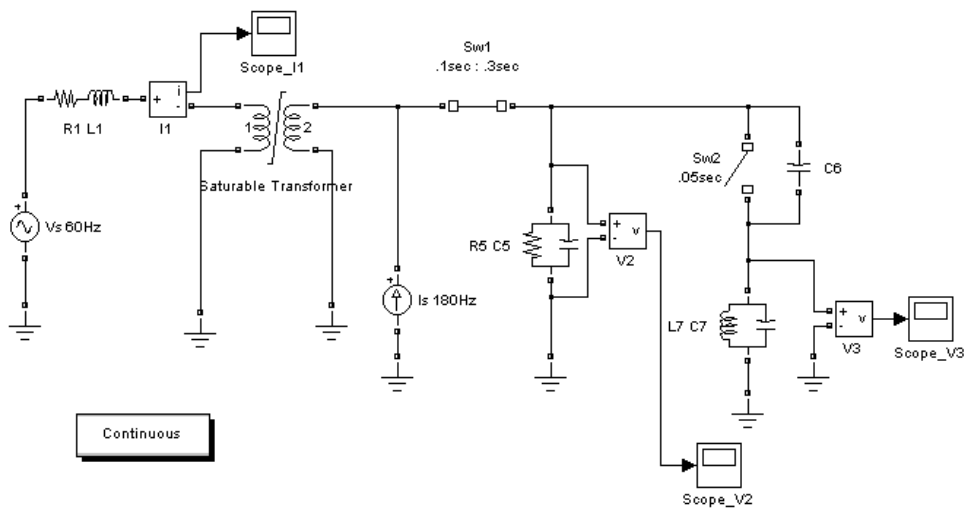 Scope_I1
Sw1
.1sec : .3sec
+
i
-
R1 L1
I1
1
2
Saturable Transformer
Sw2
.05sec
C6
+
Vs 60Hz
R5 C5
+
-
v
V2
+
Is 180Hz
L7 C7
+
-
v
V3
Scope_V3
Continuous
Scope_V2